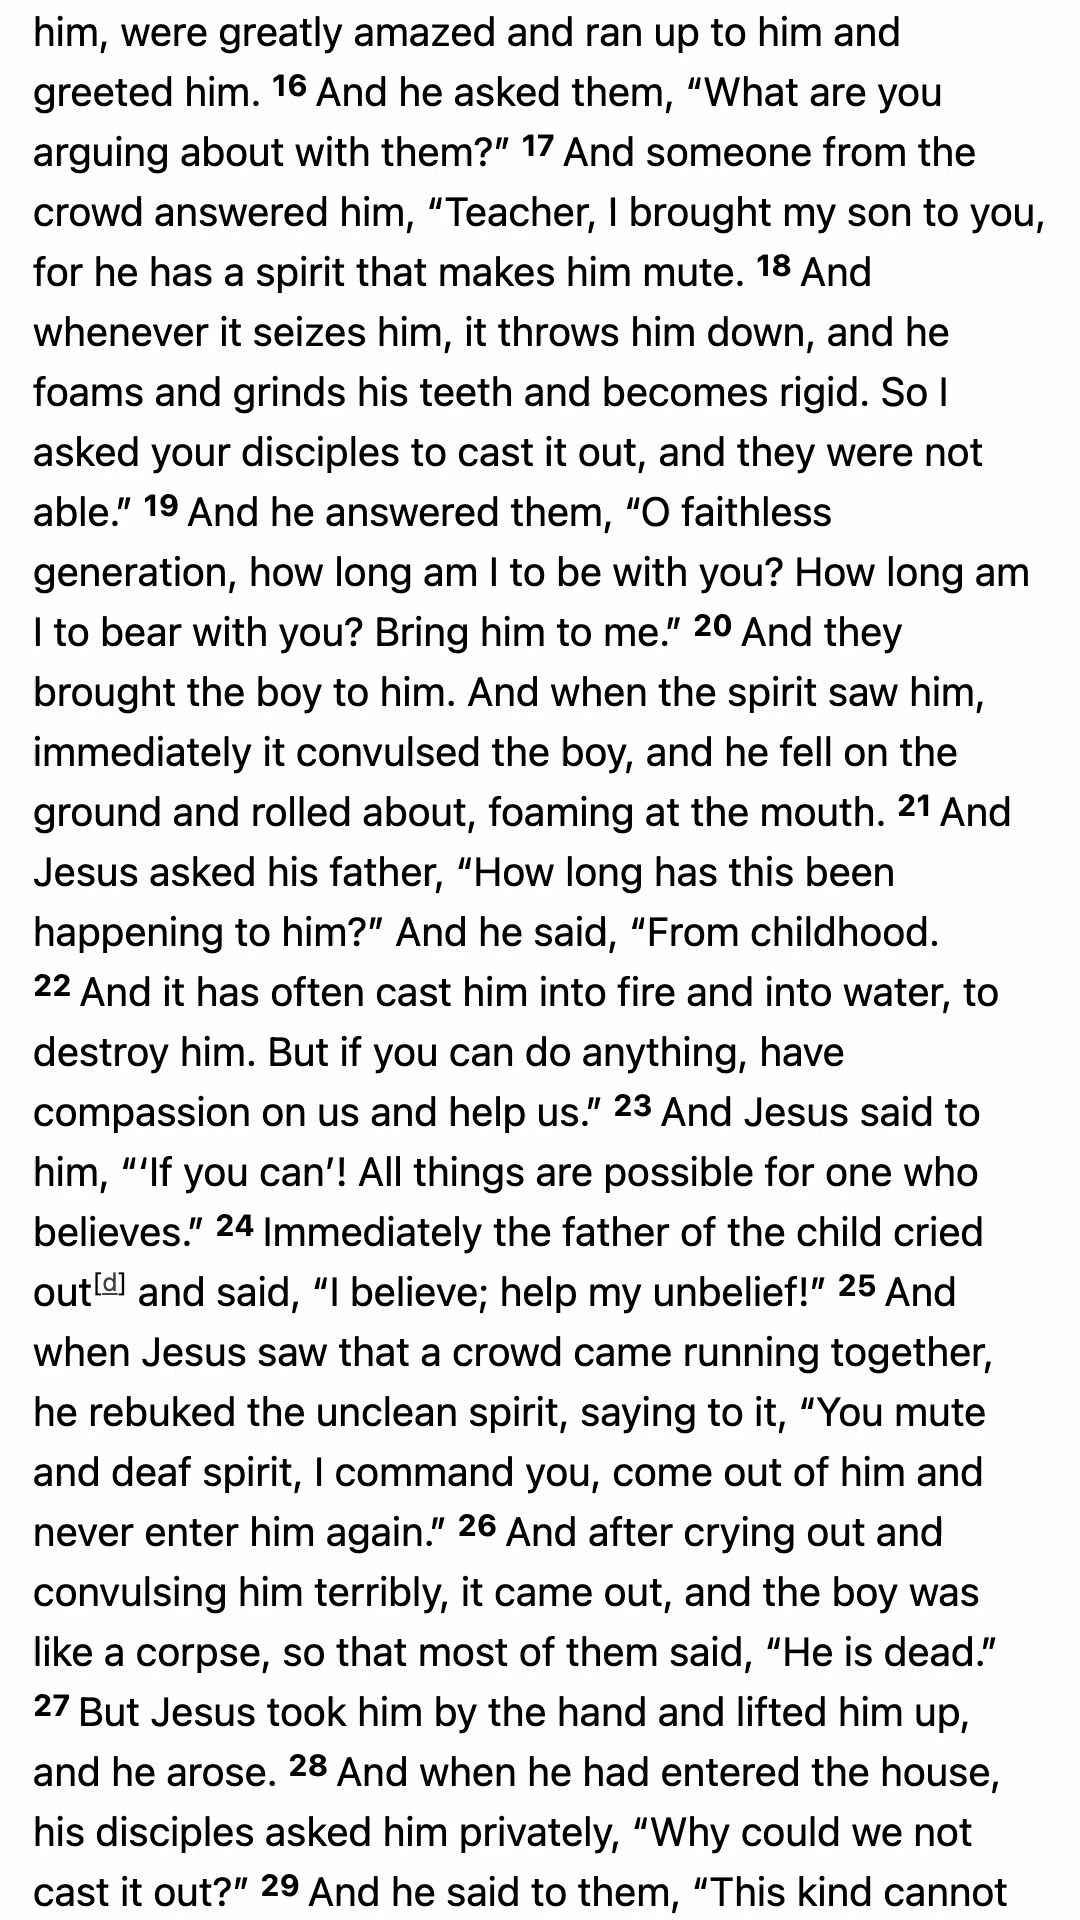 him, were greatly amazed and ran up to him and
greeted him. 16 And he asked them, “What are you
arguing about with them?” 17 And someone from the
crowd answered him, “Teacher, I brought my son to you,
for he has a spirit that makes him mute. 18 And
whenever it seizes him, it throws him down, and he
foams and grinds his teeth and becomes rigid. So I
asked your disciples to cast it out, and they were not
able.” 19 And he answered them, “O faithless
generation, how long am I to be with you? How long am
I to bear with you? Bring him to me.” 20 And they
brought the boy to him. And when the spirit saw him,
immediately it convulsed the boy, and he fell on the
ground and rolled about, foaming at the mouth. 21 And
Jesus asked his father, “How long has this been
happening to him?” And he said, “From childhood.
22 And it has often cast him into fire and into water, to
destroy him. But if you can do anything, have
compassion on us and help us.” 23 And Jesus said to
him, “‘If you can’! All things are possible for one who
believes.” 24 Immediately the father of the child cried
out[d] and said, “I believe; help my unbelief!” 25 And
when Jesus saw that a crowd came running together,
he rebuked the unclean spirit, saying to it, “You mute
and deaf spirit, I command you, come out of him and
never enter him again.” 26 And after crying out and
convulsing him terribly, it came out, and the boy was
like a corpse, so that most of them said, “He is dead.”
27 But Jesus took him by the hand and lifted him up,
and he arose. 28 And when he had entered the house,
his disciples asked him privately, “Why could we not
cast it out?” 29 And he said to them, “This kind cannot